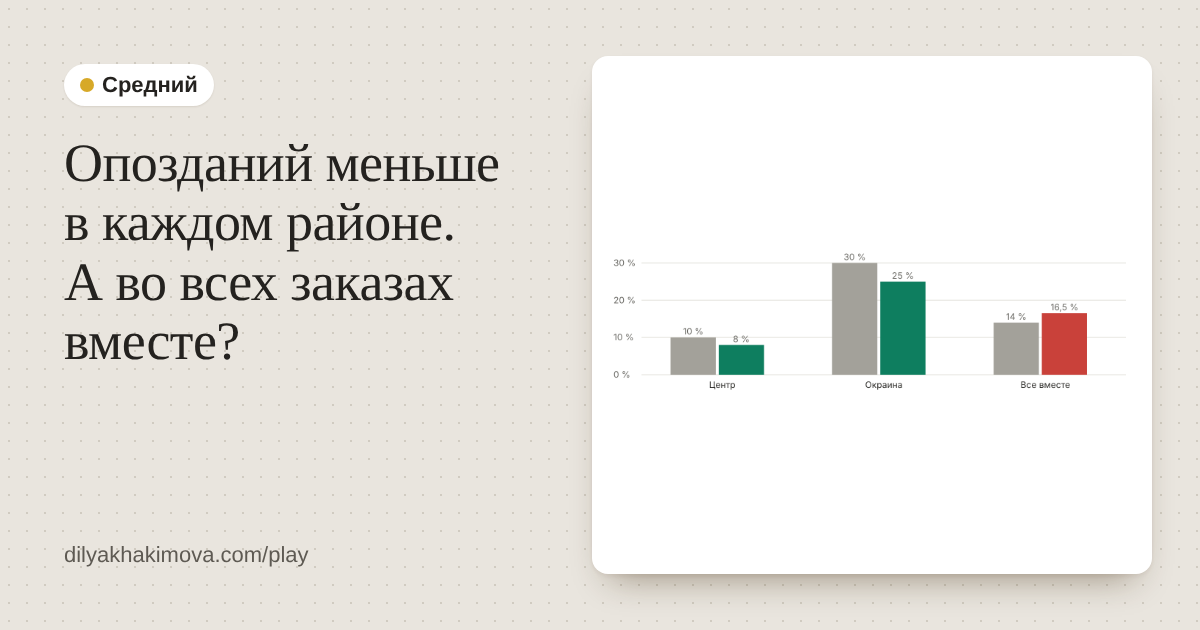 Средний
Опозданий меньше
в каждом районе.
А во всех заказах
вместе?
dilyakhakimova.com/play
30 %
20 %
10 %
0 %
10 %
8 %
30 %
25 %
14 %
16,5 %
Центр
Окраина
Все вместе